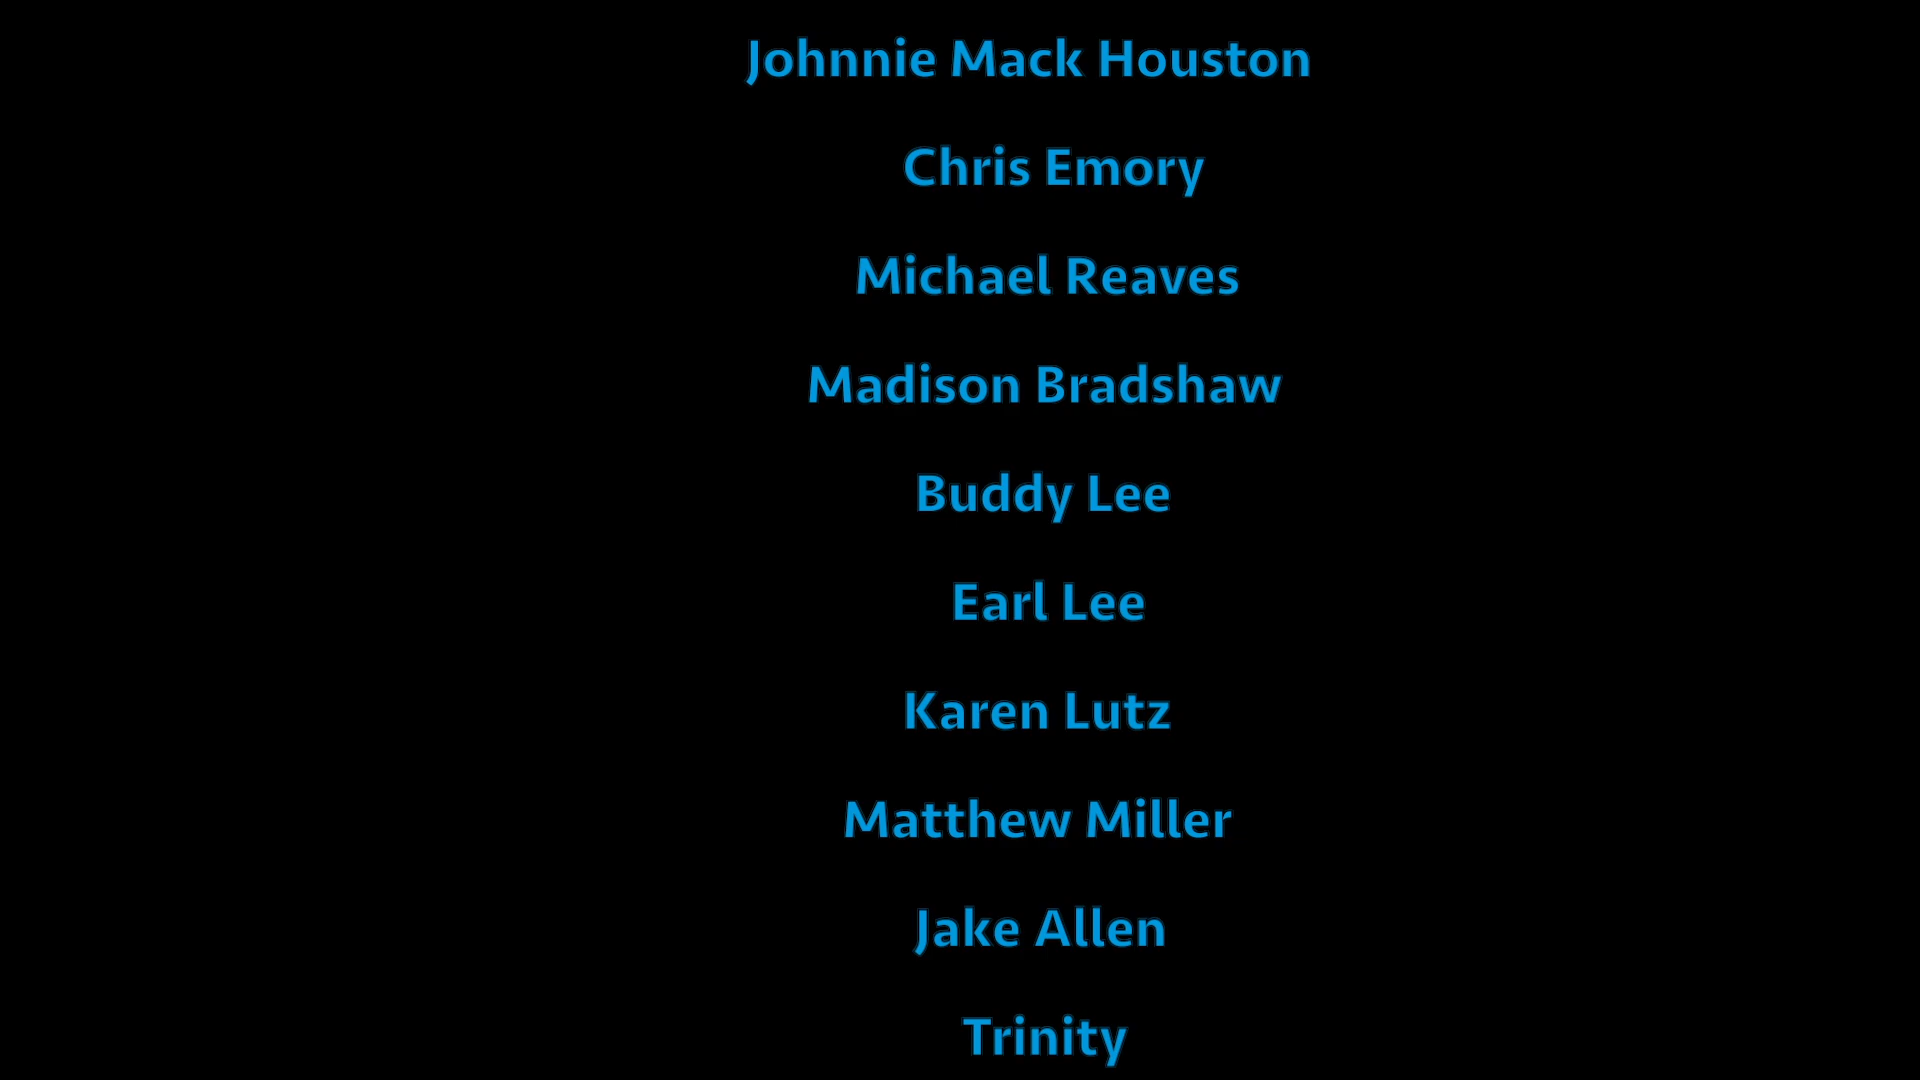 Johnnie Mack Houston
Chris Emory
Michael Reaves
Madison Bradshaw
Buddy Lee
Earl Lee
Karen Lutz
Matthew Miller
Jake Allen
Trinity